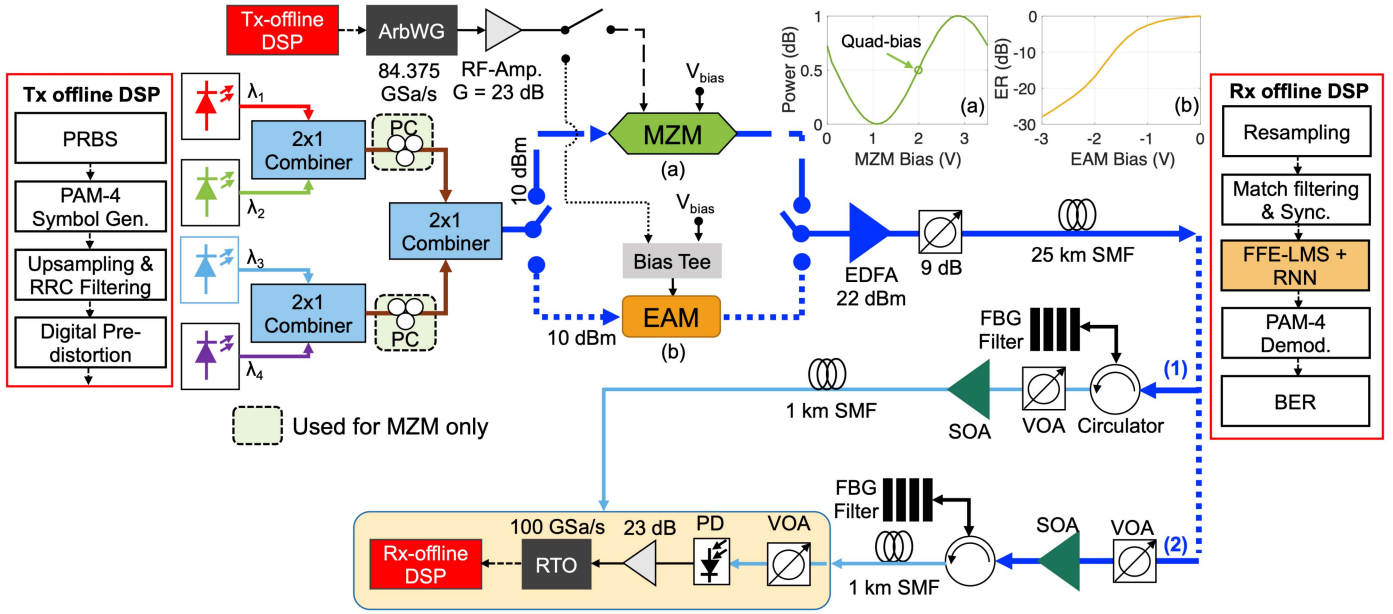 Tx-offline
DSP
ArbWG
84.375
GSa/s
RF-Amp.
G = 23 dB
Tx offline DSP
PRBS
PAM-4
Symbol Gen.
Upsampling &
RRC Filtering
Digital Pre-
distortion
λ1
λ2
λ3
λ4
2x1
Combiner
2x1
Combiner
PC
PC
2x1
Combiner
Used for MZM only
10 dBm
10 dBm
Vbias
MZM
(a)
Vbias
Bias Tee
EAM
(b)
Power (dB)
1
0.5
0
0
1
2
3
MZM Bias (V)
Quad-bias
(a)
ER (dB)
0
-10
-20
-30
-3
-2
-1
0
EAM Bias (V)
(b)
EDFA
22 dBm
9 dB
25 km SMF
FBG
Filter
(1)
1 km SMF
SOA
VOA
Circulator
FBG
Filter
SOA
VOA
(2)
1 km SMF
100 GSa/s
23 dB
PD
VOA
Rx-offline
DSP
RTO
Rx offline DSP
Resampling
Match filtering
& Sync.
FFE-LMS +
RNN
PAM-4
Demod.
BER